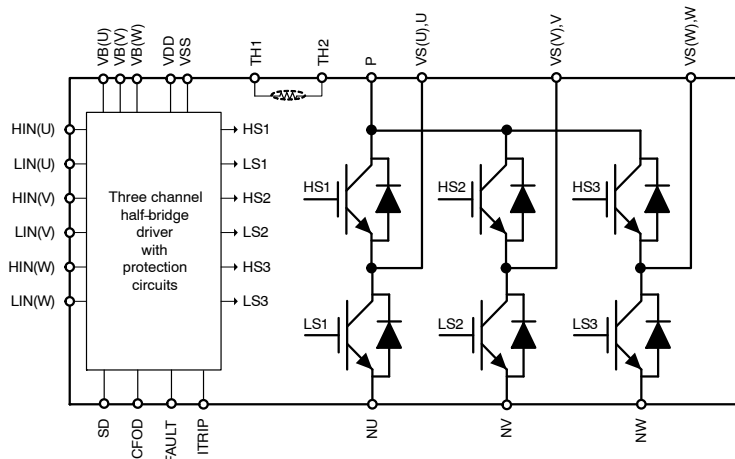 VB(U)
VB(V)
VB(W)
VDD
VSS
TH1
TH2
P
VS(U),U
VS(V),V
VS(W),W
HIN(U)
LIN(U)
HIN(V)
LIN(V)
HIN(W)
LIN(W)
Three channel
half-bridge
driver
with
protection
circuits
HS1
LS1
HS2
LS2
HS3
LS3
HS1
HS2
HS3
LS1
LS2
LS3
SD
CFOD
FAULT
ITRIP
NU
NV
NW